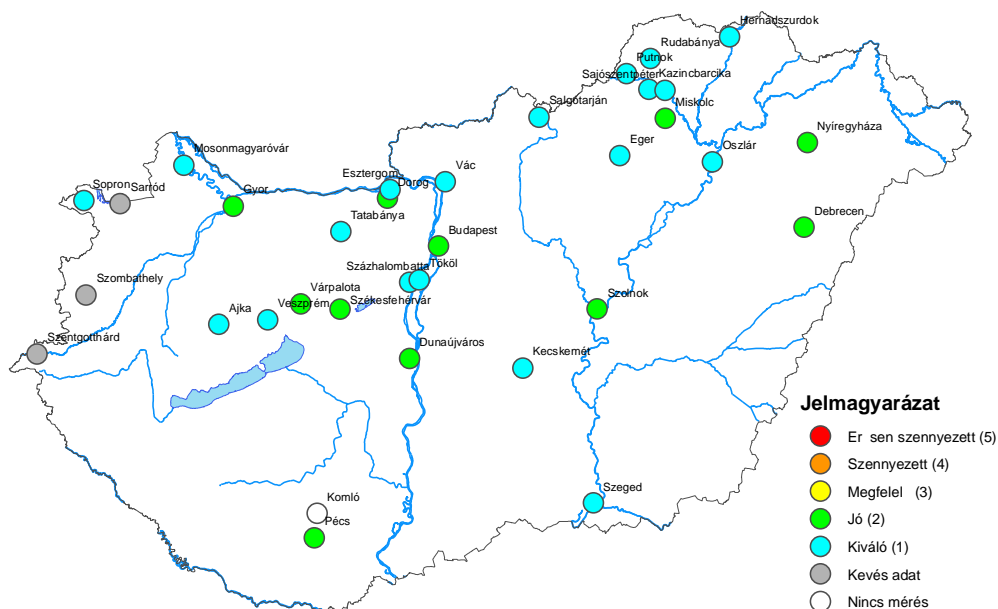 Hernádszurdok
Rudabánya
Putnok
Sajószentpéter
Kazincbarcika
Salgótarján
Miskolc
Nyíregyháza
Mosonmagyaróvár
Eger
Oszlár
Vác
Esztergom
Sopron
Sarród
Gyor
Dorog
Tatabánya
Debrecen
Budapest
Százhalombatta
Tököl
Szombathely
Várpalota
Ajka
Veszprém
Székesfehérvár
Szolnok
Szentgotthárd
Dunaújváros
Kecskemét
Szeged
Komló
Pécs
Jelmagyarázat
Er sen szennyezett (5)
Szennyezett (4)
Megfelel (3)
Jó (2)
Kiváló (1)
Kevés adat
Nincs mérés